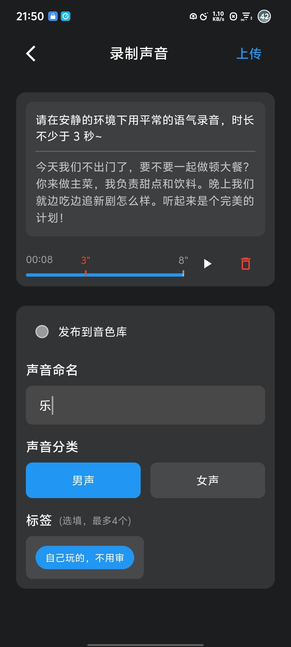 21:50
1.10 KB/s
42
录制声音
上传
请在安静的环境下用平常的语气录音，时长
不少于 3 秒~
今天我们不出门了，要不要一起做顿大餐？
你来做主菜，我负责甜点和饮料。晚上我们
就边吃边追新剧怎么样。听起来是个完美的
计划！
00:08
3"
8"
发布到音色库
声音命名
乐
声音分类
男声
女声
标签 (选填，最多4个)
自己玩的，不用审